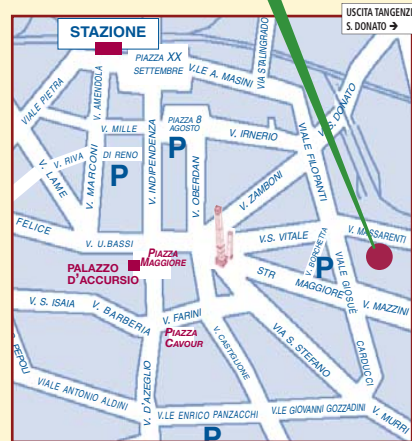 USCITA TANGENZI
S. DONATO →
STAZIONE
PIAZZA XX
SETTEMBRE
V.LE A. MASINI
VIA STALINGRADO
VIALE PIETRA
V. AMENDOLA
V. MILLE
PIAZZA 8
AGOSTO
V. IRNERIO
VIALE FILOPANTI
V. S. DONATO
V. RIVA
DI RENO
P
P
V. LAME
V. MARCONI
V. INDIPENDENZA
V. OBERDAN
V. ZAMBONI
FELICE
V. U.BASSI
PIAZZA
MAGGIORE
V.S. VITALE
V. MASSARENTI
V. BORCHETTA
P
PALAZZO
D'ACCURSIO
STR
MAGGIORE
VIALE GIOSUÈ
CARDUCCI
V. MAZZINI
V. S. ISAIA
V. BARBERIA
V. FARINI
PIAZZA
CAVOUR
V. CASTIGLIONE
VIA S. STEFANO
PEPOLI
VIALE ANTONIO ALDINI
V. D'AZEGLIO
V.LE ENRICO PANZACCHI
V.LE GIOVANNI GOZZADINI
V. MURRI
P